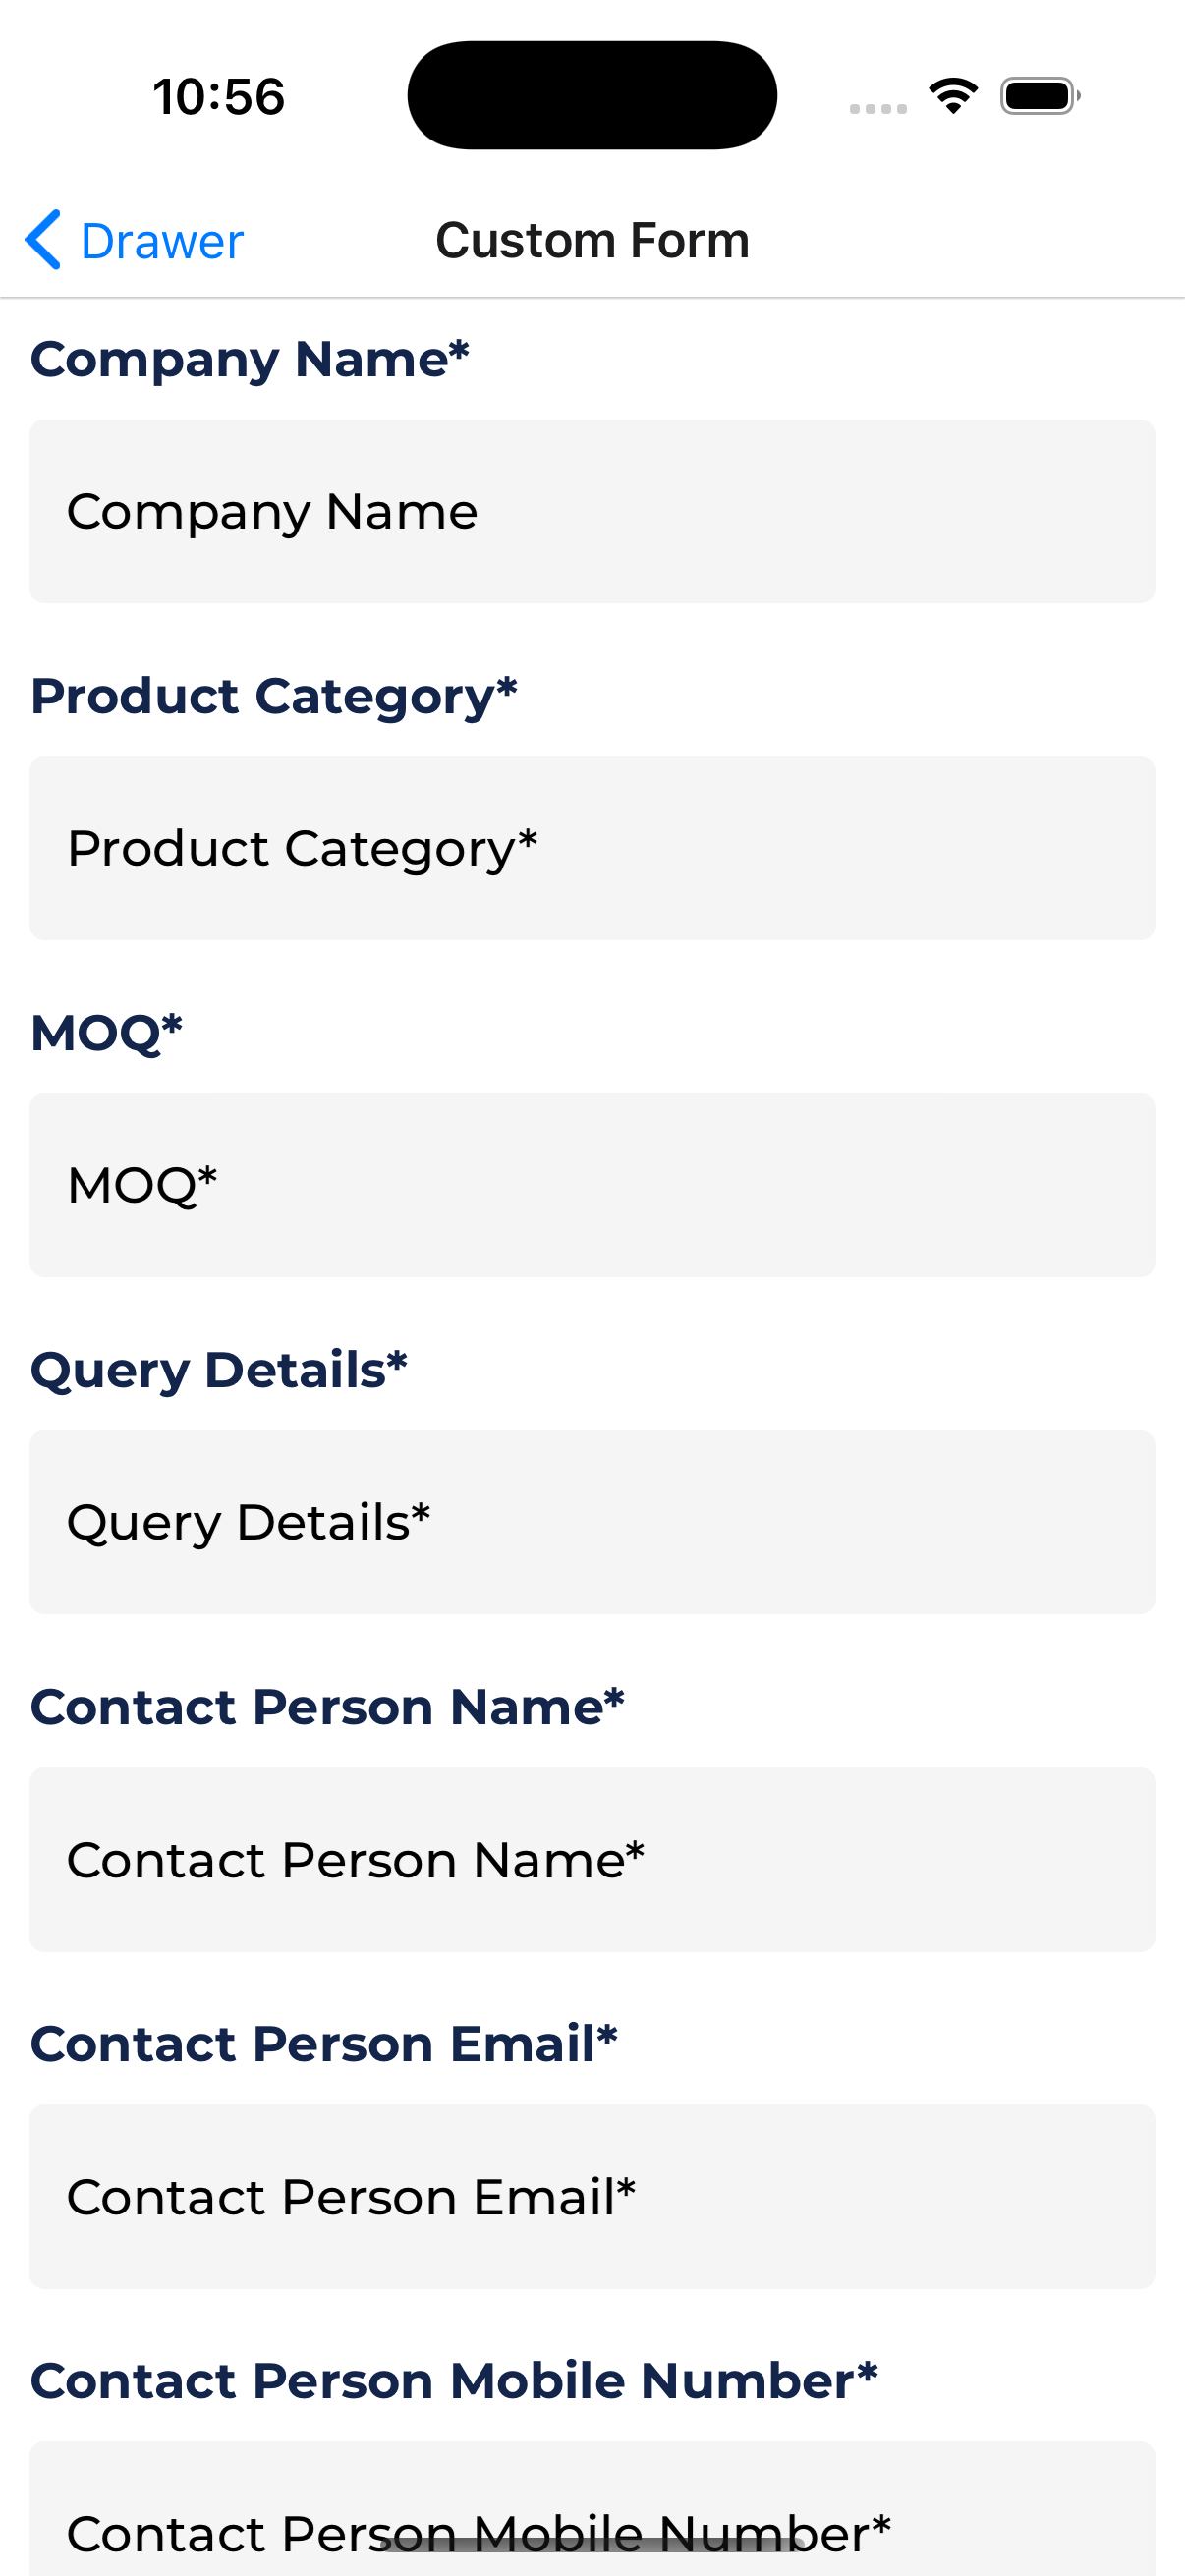 10:56
Drawer
Custom Form
Company Name*
Company Name
Product Category*
Product Category*
MOQ*
MOQ*
Query Details*
Query Details*
Contact Person Name*
Contact Person Name*
Contact Person Email*
Contact Person Email*
Contact Person Mobile Number*
Contact Person Mobile Number*